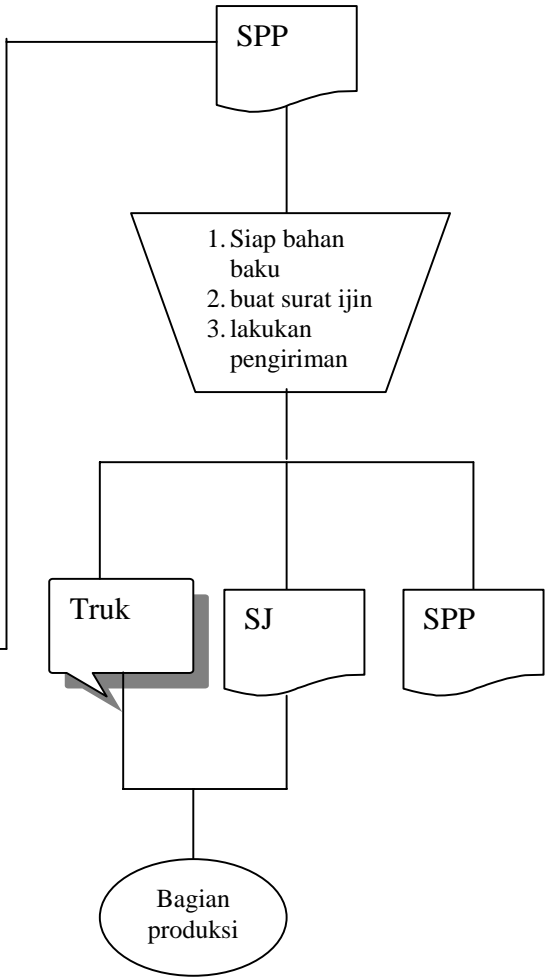 SPP
1. Siap bahan
baku
2. buat surat ijin
3. lakukan
pengiriman
Truk
SJ
SPP
Bagian
produksi